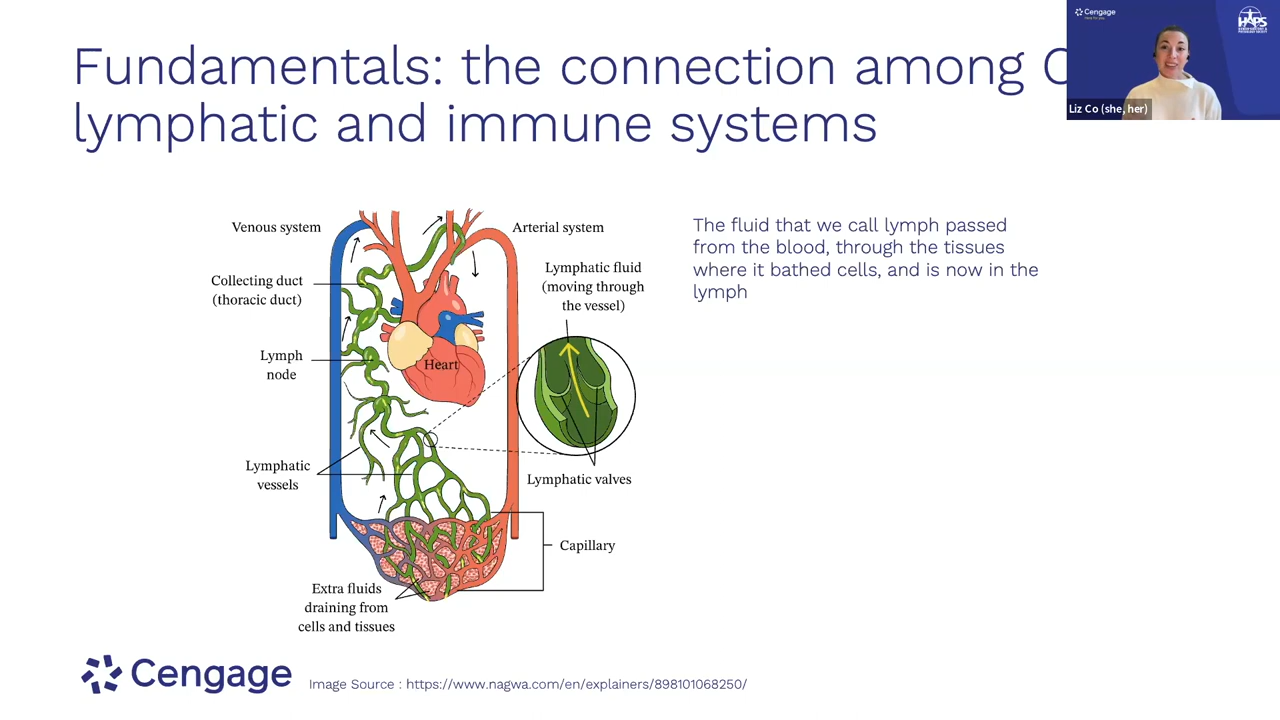 Fundamentals: the connection among C
lymphatic and immune systems
Cengage
HAPS
Liz Co (she, her)
Venous system
Arterial system
Collecting duct
(thoracic duct)
Lymphatic fluid
(moving through
the vessel)
Lymph
node
Heart
Lymphatic
vessels
Lymphatic valves
Capillary
Extra fluids
draining from
cells and tissues
The fluid that we call lymph passed
from the blood, through the tissues
where it bathed cells, and is now in the
lymph
Cengage
Image Source : https://www.nagwa.com/en/explainers/898101068250/